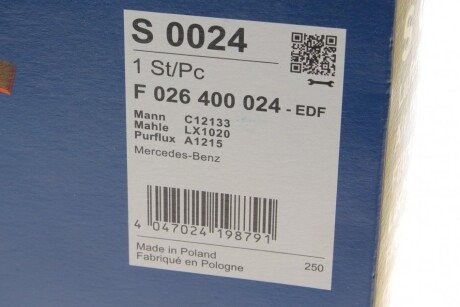 S 0024
1 St/Pc
F 026 400 024 - EDF
Mann C12133
Mahle LX1020
Purflux A1215
Mercedes-Benz
4 047024 198791
Made in Poland
Fabriqué en Pologne 250